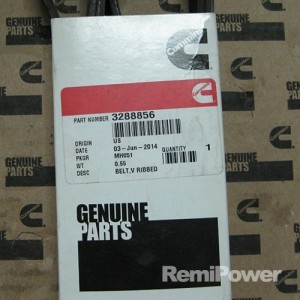 Cummins
PART NUMBER 3288856
ORIGIN US
DATE 03-Jun-2014 QUANTITY
PKGR MH051 1
WT 0.55
DESC BELT,V RIBBED
GENUINE
PARTS
GENUINE
PARTS
RemiPower